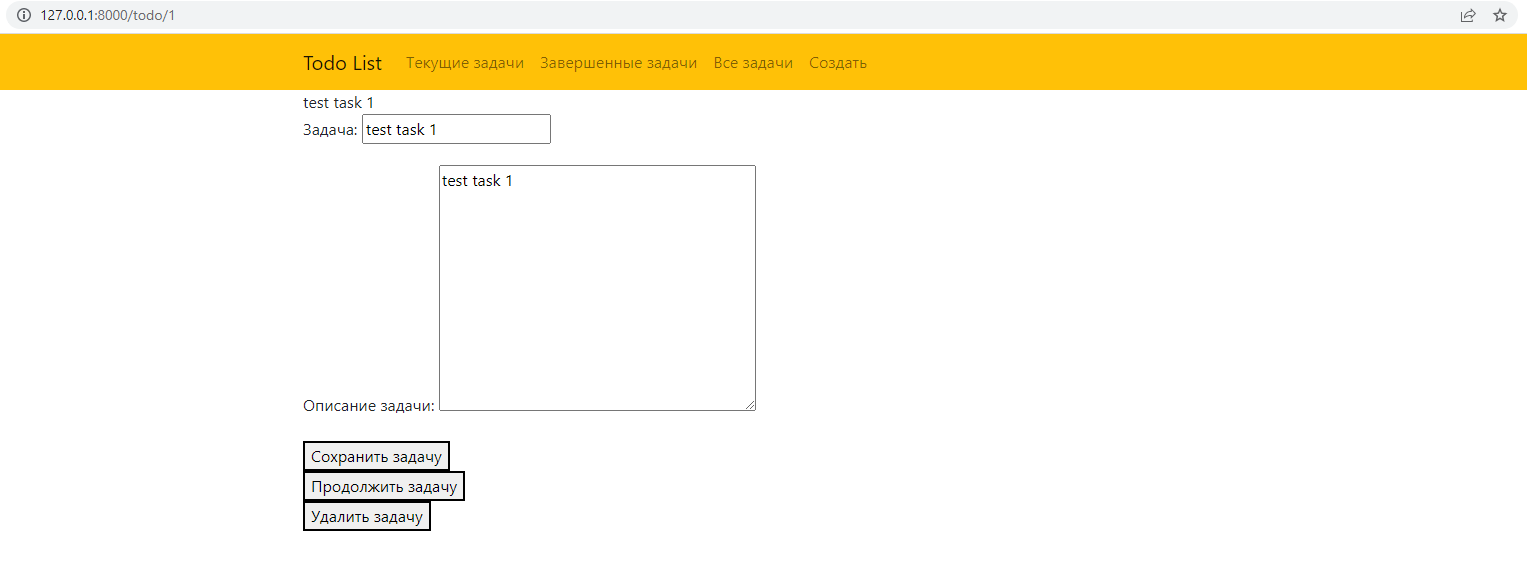 127.0.0.1:8000/todo/1
Todo List Текущие задачи Завершенные задачи Все задачи Создать
test task 1
Задача: test task 1
test task 1
Описание задачи:
Сохранить задачу
Продолжить задачу
Удалить задачу